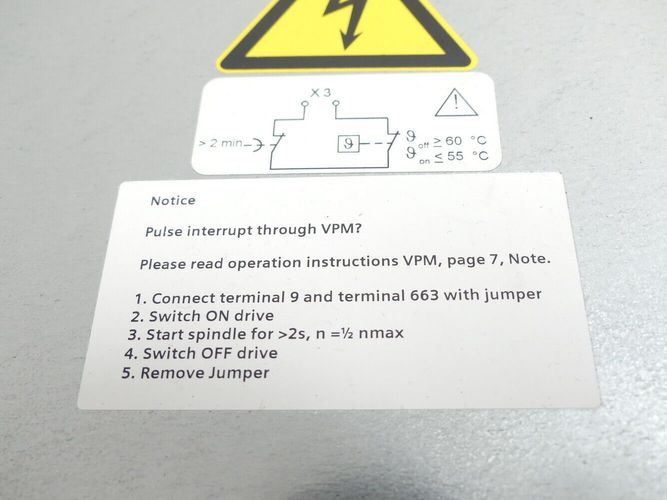 X 3
> 2 min
ϑ
ϑoff ≥ 60 °C
ϑon ≤ 55 °C
Notice
Pulse interrupt through VPM?
Please read operation instructions VPM, page 7, Note.
1. Connect terminal 9 and terminal 663 with jumper
2. Switch ON drive
3. Start spindle for >2s, n =½ nmax
4. Switch OFF drive
5. Remove Jumper